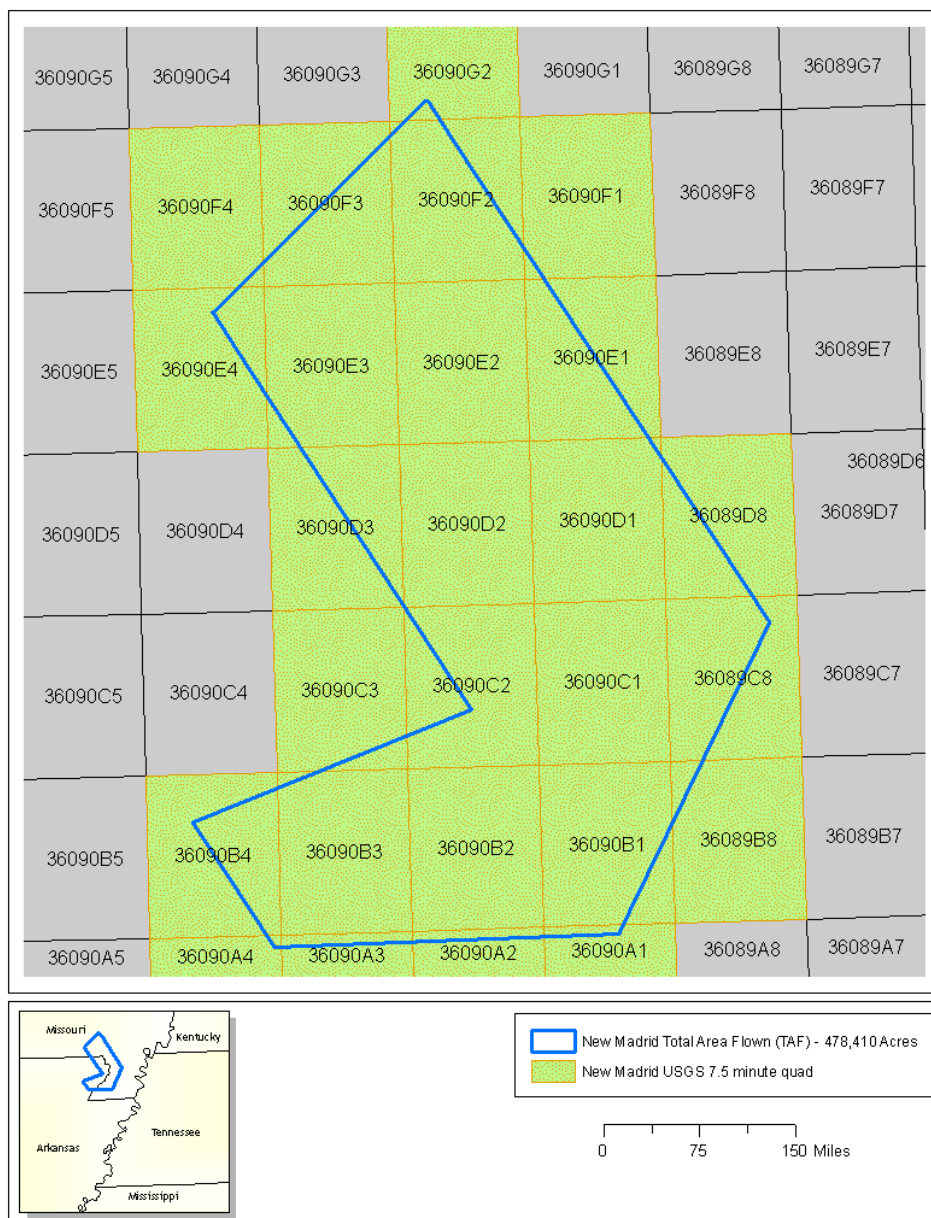 36090G5 36090G4 36090G3 36090G2 36090G1 36089G8 36089G7
36090F5 36090F4 36090F3 36090F2 36090F1 36089F8 36089F7
36090E5 36090E4 36090E3 36090E2 36090E1 36089E8 36089E7
36089D6
36090D5 36090D4 36090D3 36090D2 36090D1 36089D8 36089D7
36090C5 36090C4 36090C3 36090C2 36090C1 36089C8 36089C7
36090B5 36090B4 36090B3 36090B2 36090B1 36089B8 36089B7
36090A5 36090A4 36090A3 36090A2 36090A1 36089A8 36089A7
Missouri
Kentucky
Arkansas
Tennessee
Mississippi
New Madrid Total Area Flown (TAF) - 478,410 Acres
New Madrid USGS 7.5 minute quad
0 75 150 Miles